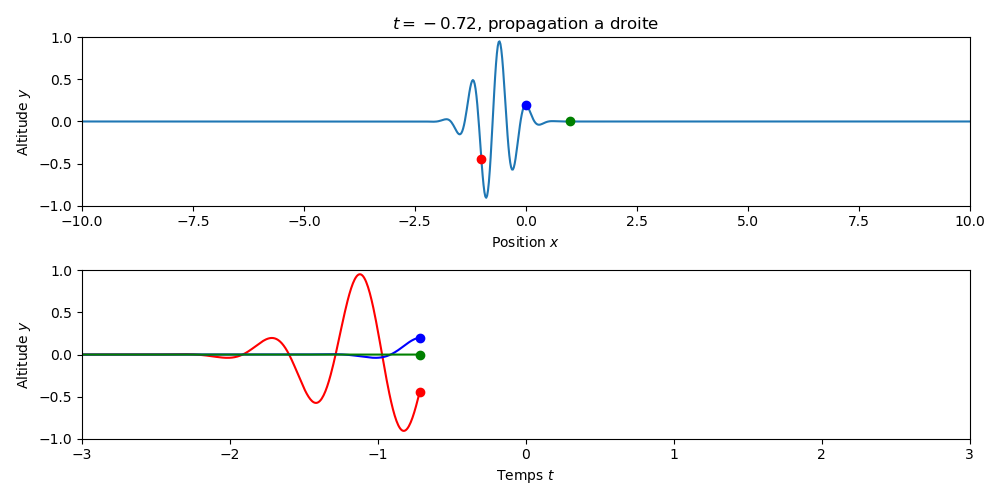 t = −0.72, propagation a droite
1.0
0.5
0.0
−0.5
−1.0
Altitude y
−10.0 −7.5 −5.0 −2.5 0.0 2.5 5.0 7.5 10.0
Position x
1.0
0.5
0.0
−0.5
−1.0
Altitude y
−3 −2 −1 0 1 2 3
Temps t